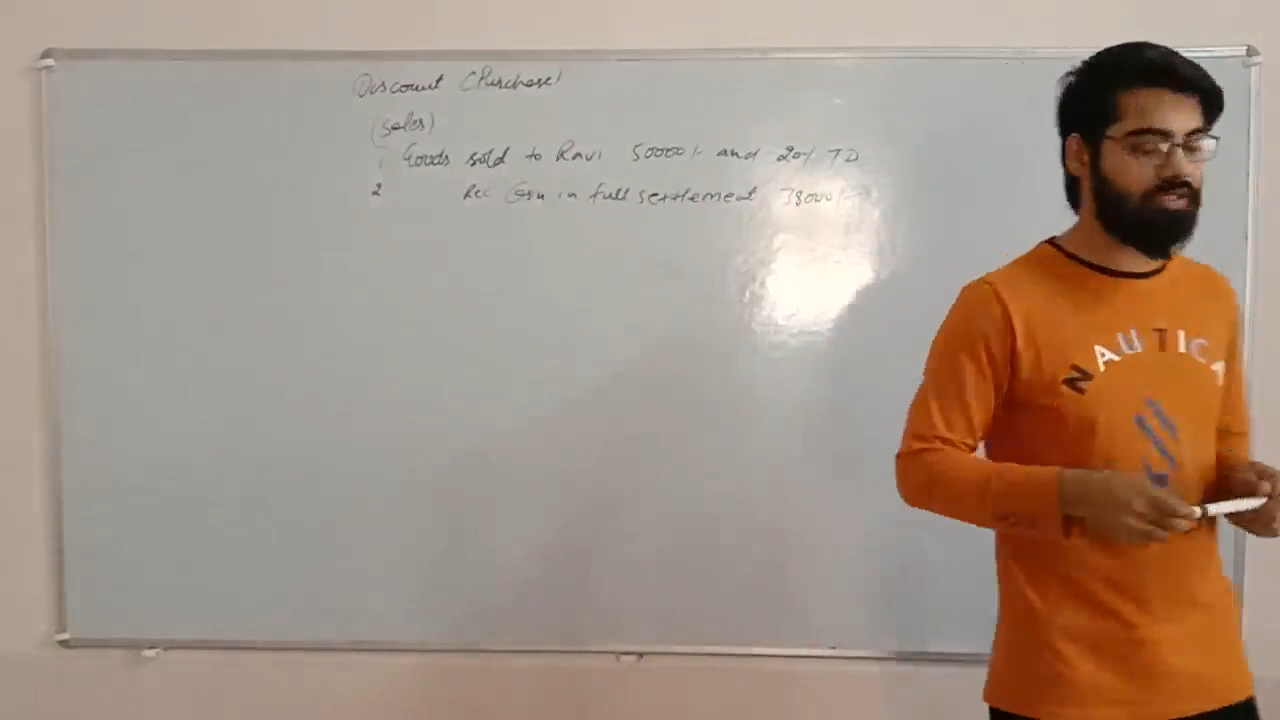 Discount (Purchase)
(sales)
1 Goods sold to Ravi 50000/- and 20% TD
2 Rec Cash in full settlement 38000/-
NAUTICA